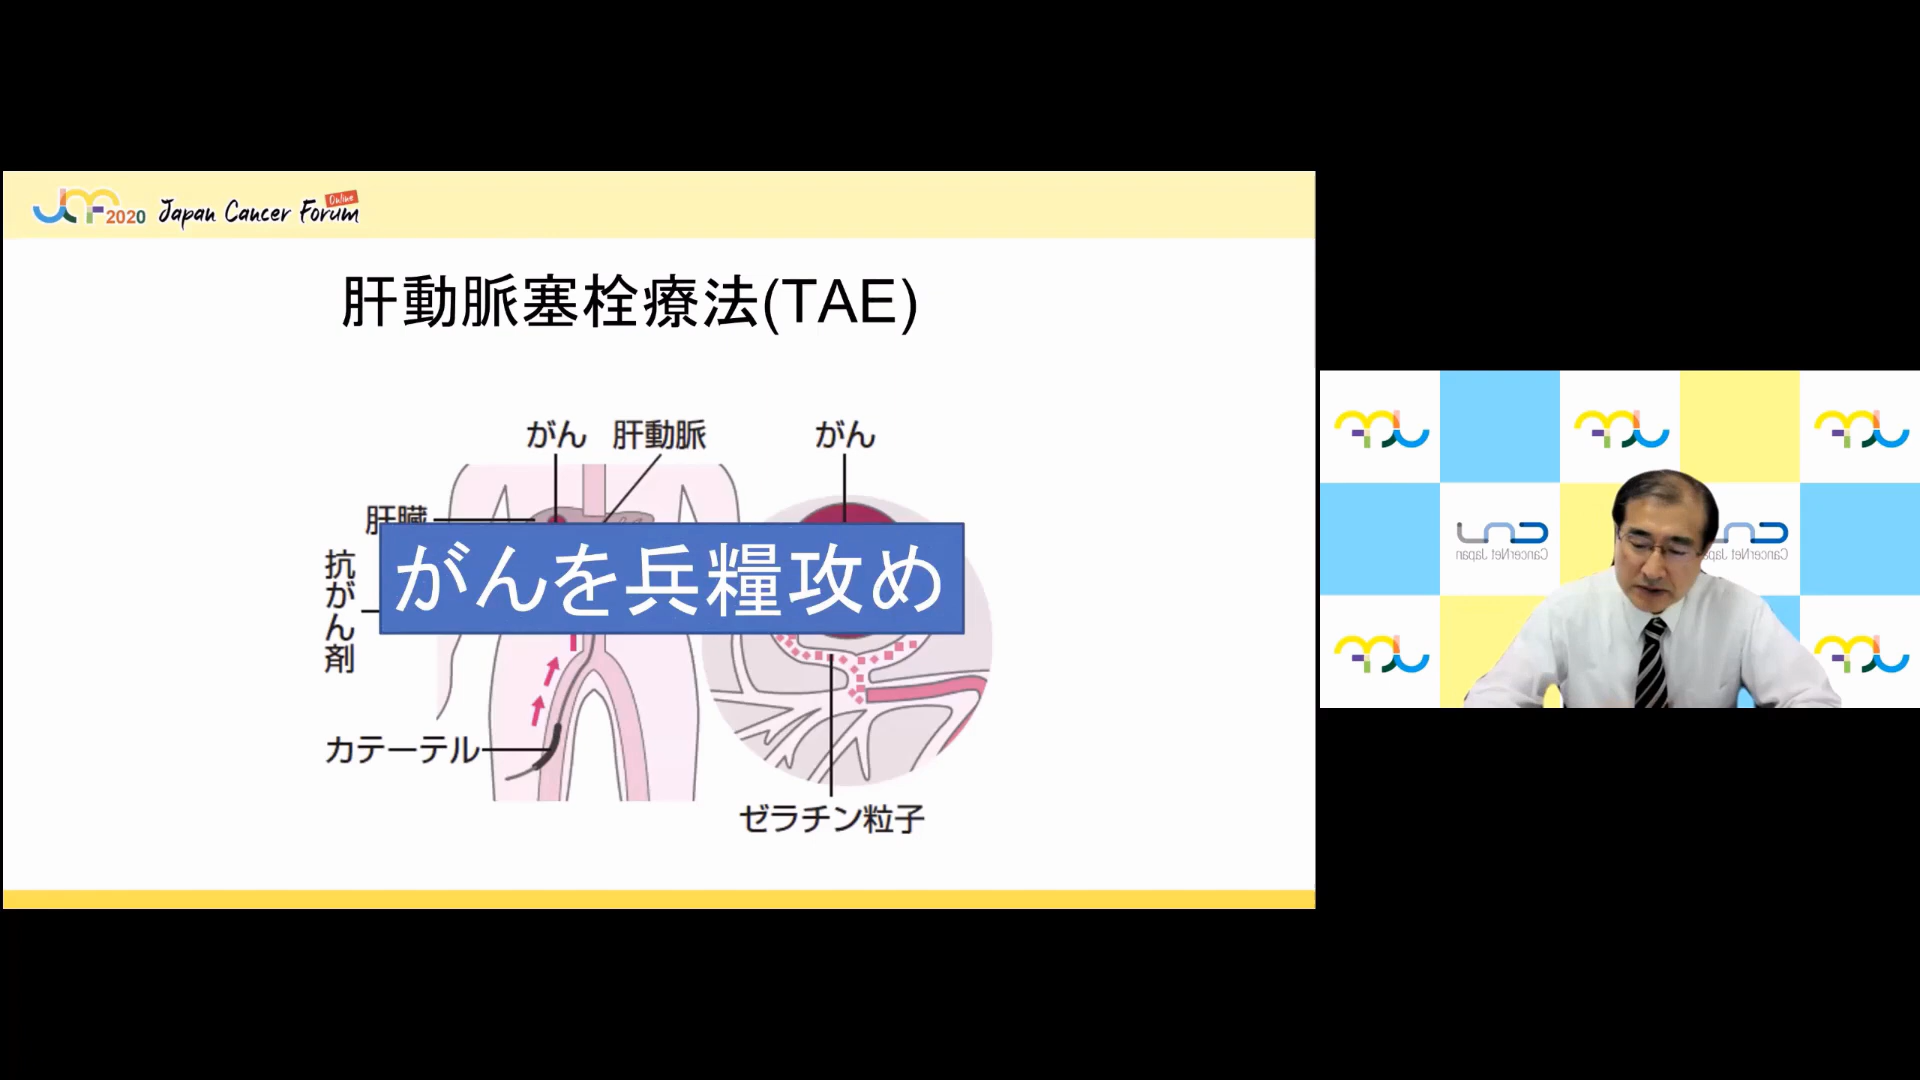 JCF2020 Japan Cancer Forum Online
肝動脈塞栓療法(TAE)
がん 肝動脈 がん
肝臓
抗がん剤
がんを兵糧攻め
カテーテル
ゼラチン粒子
CancerNet Japan
CancerNet Japan